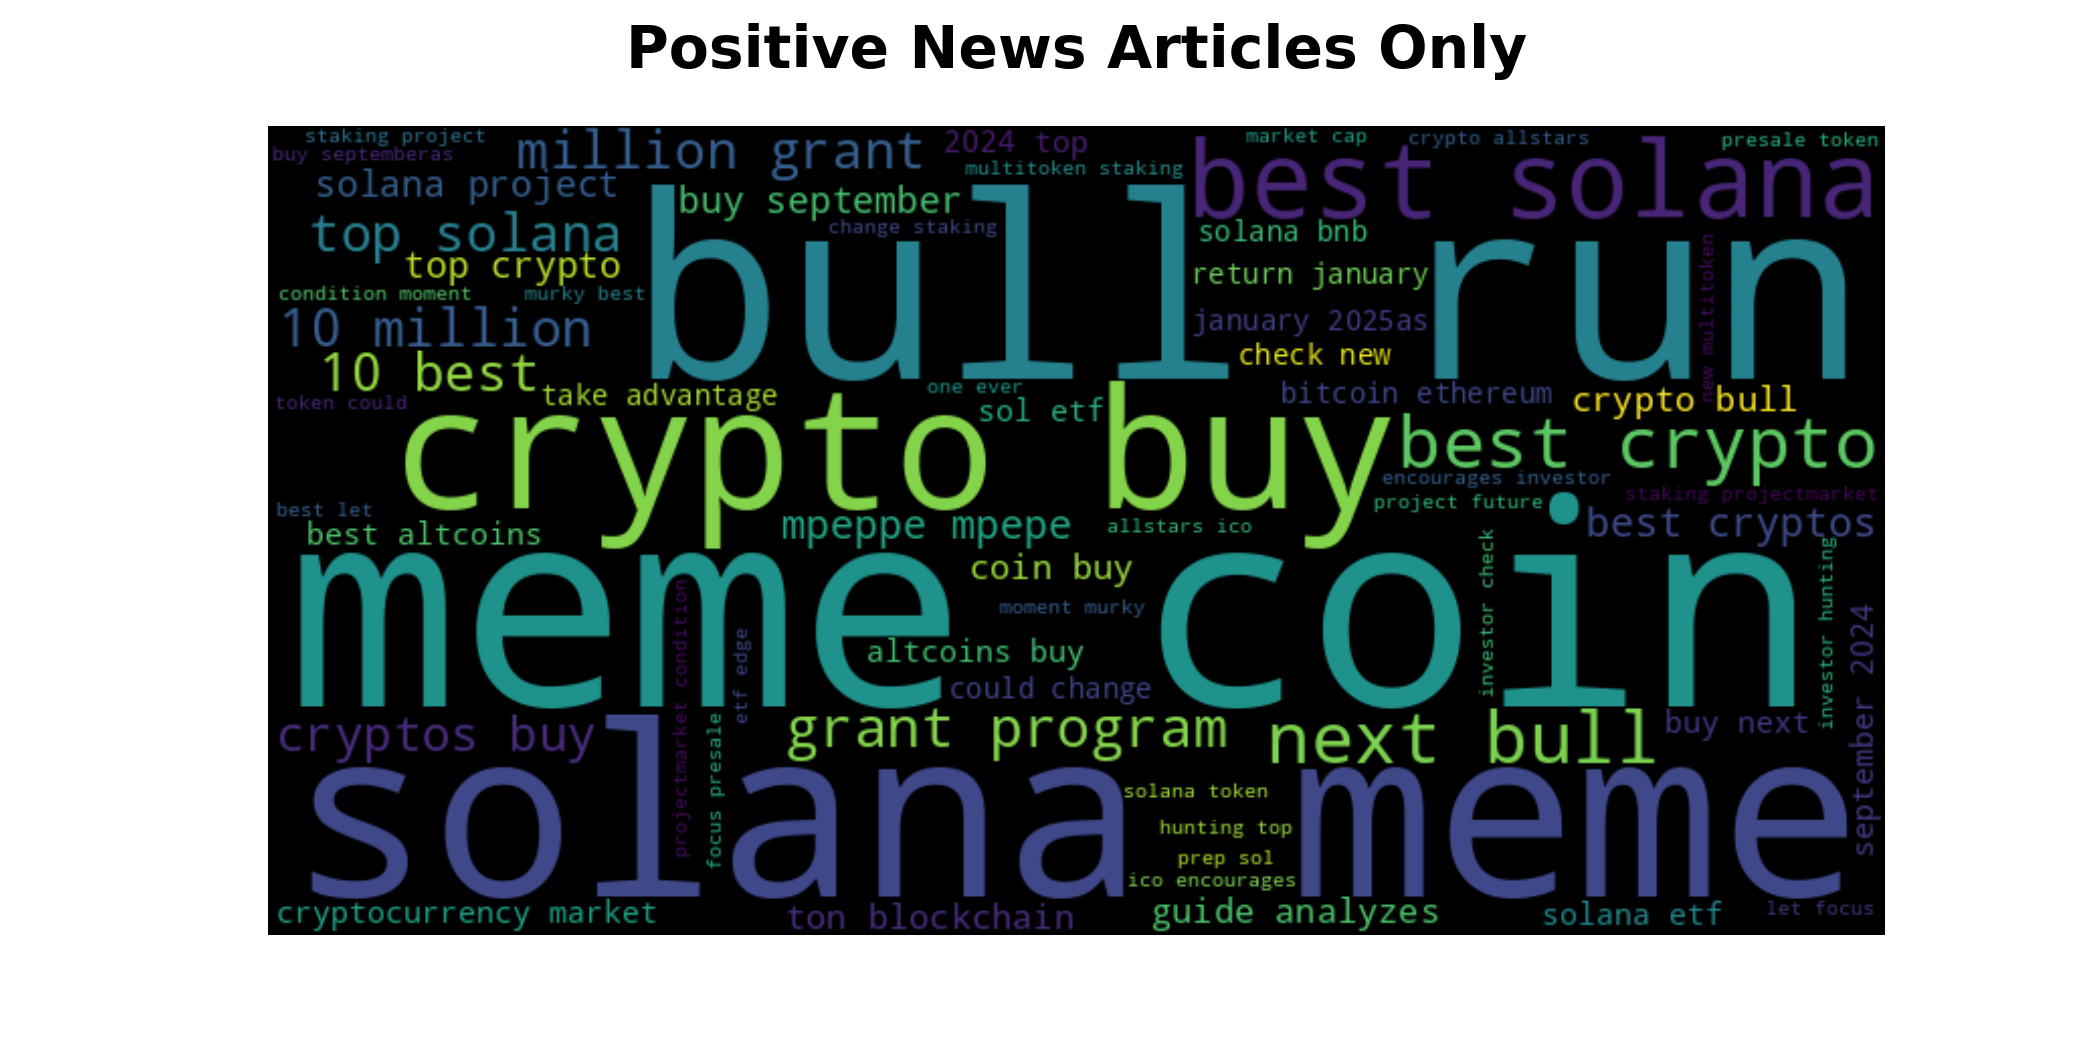 Positive News Articles Only
staking project
buy septemberas
million grant
2024 top
multitoken staking
market cap
crypto allstars
presale token
solana project
best solana
buy september
change staking
top solana
bull run
solana bnb
top crypto
return january
new multitoken
condition moment
murky best
10 million
january 2025as
check new
10 best
take advantage
one ever
bitcoin ethereum
token could
sol etf
crypto bull
crypto buy
best crypto
encourages investor
project future
staking projectmarket
best let
best altcoins
mpeppe mpepe
allstars ico
best cryptos
meme coin
coin buy
investor check
investor hunting
moment murky
projectmarket condition
etf edge
altcoins buy
could change
september 2024
cryptos buy
focus presale
grant program
next bull
buy next
solana meme
solana token
hunting top
prep sol
ico encourages
cryptocurrency market
ton blockchain
guide analyzes
solana etf
let focus